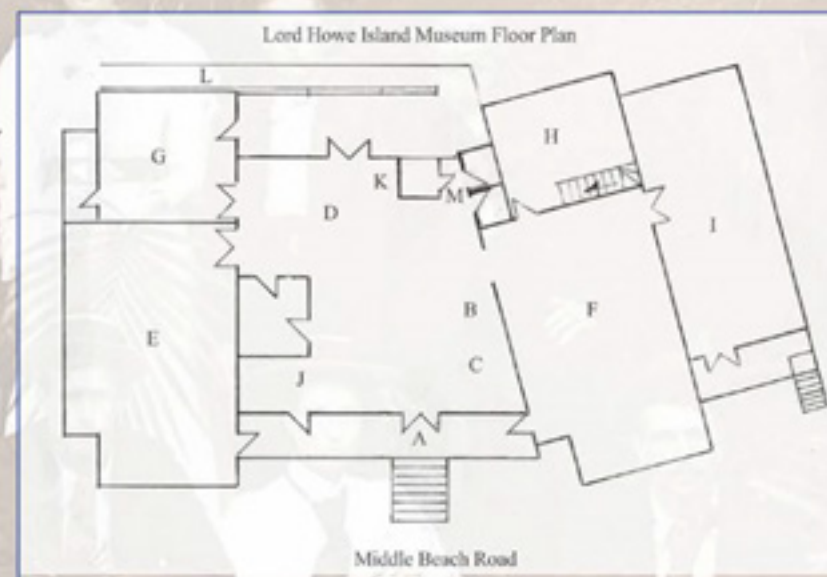 Lord Howe Island Museum Floor Plan
L
G
H
K
M
D
I
B
F
E
C
J
A
Middle Beach Road